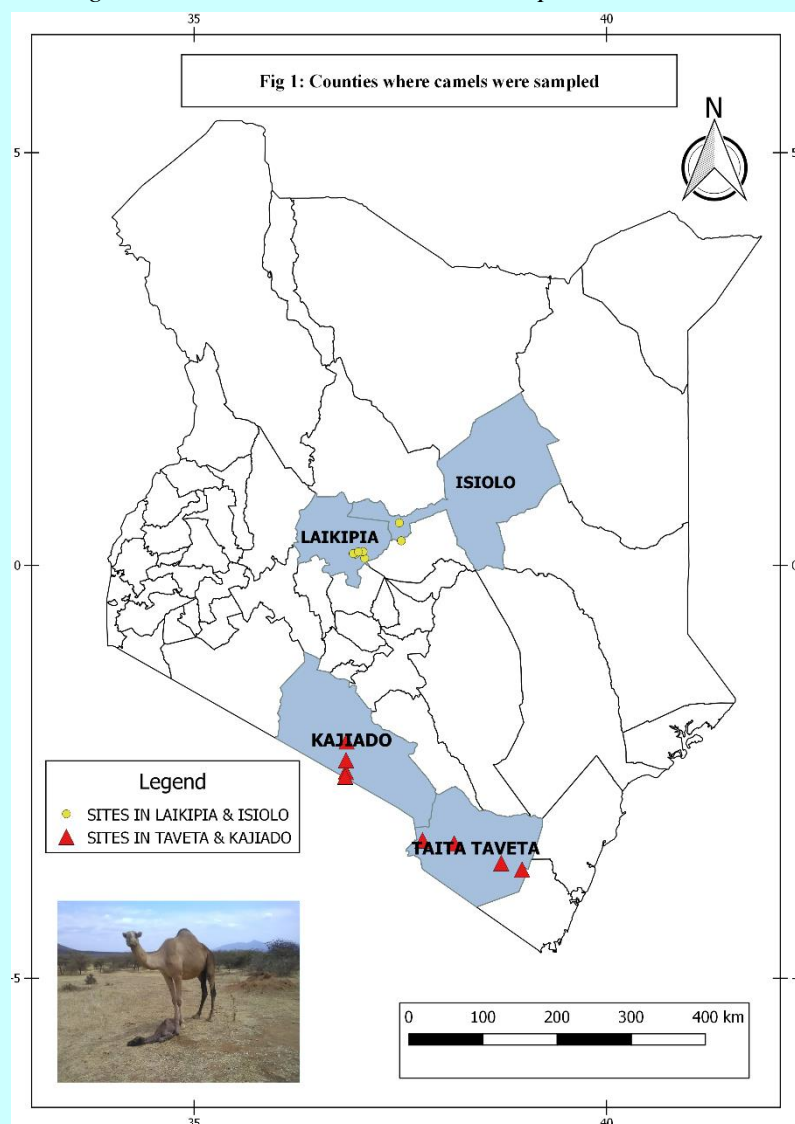 35 40
Fig 1: Counties where camels were sampled
N
5 5
ISIOLO
LAIKIPIA
0 0
KAJIADO
Legend
SITES IN LAIKIPIA & ISIOLO
SITES IN TAVETA & KAJIADO
TAITA TAVETA
-5 -5
0 100 200 300 400 km
35 40